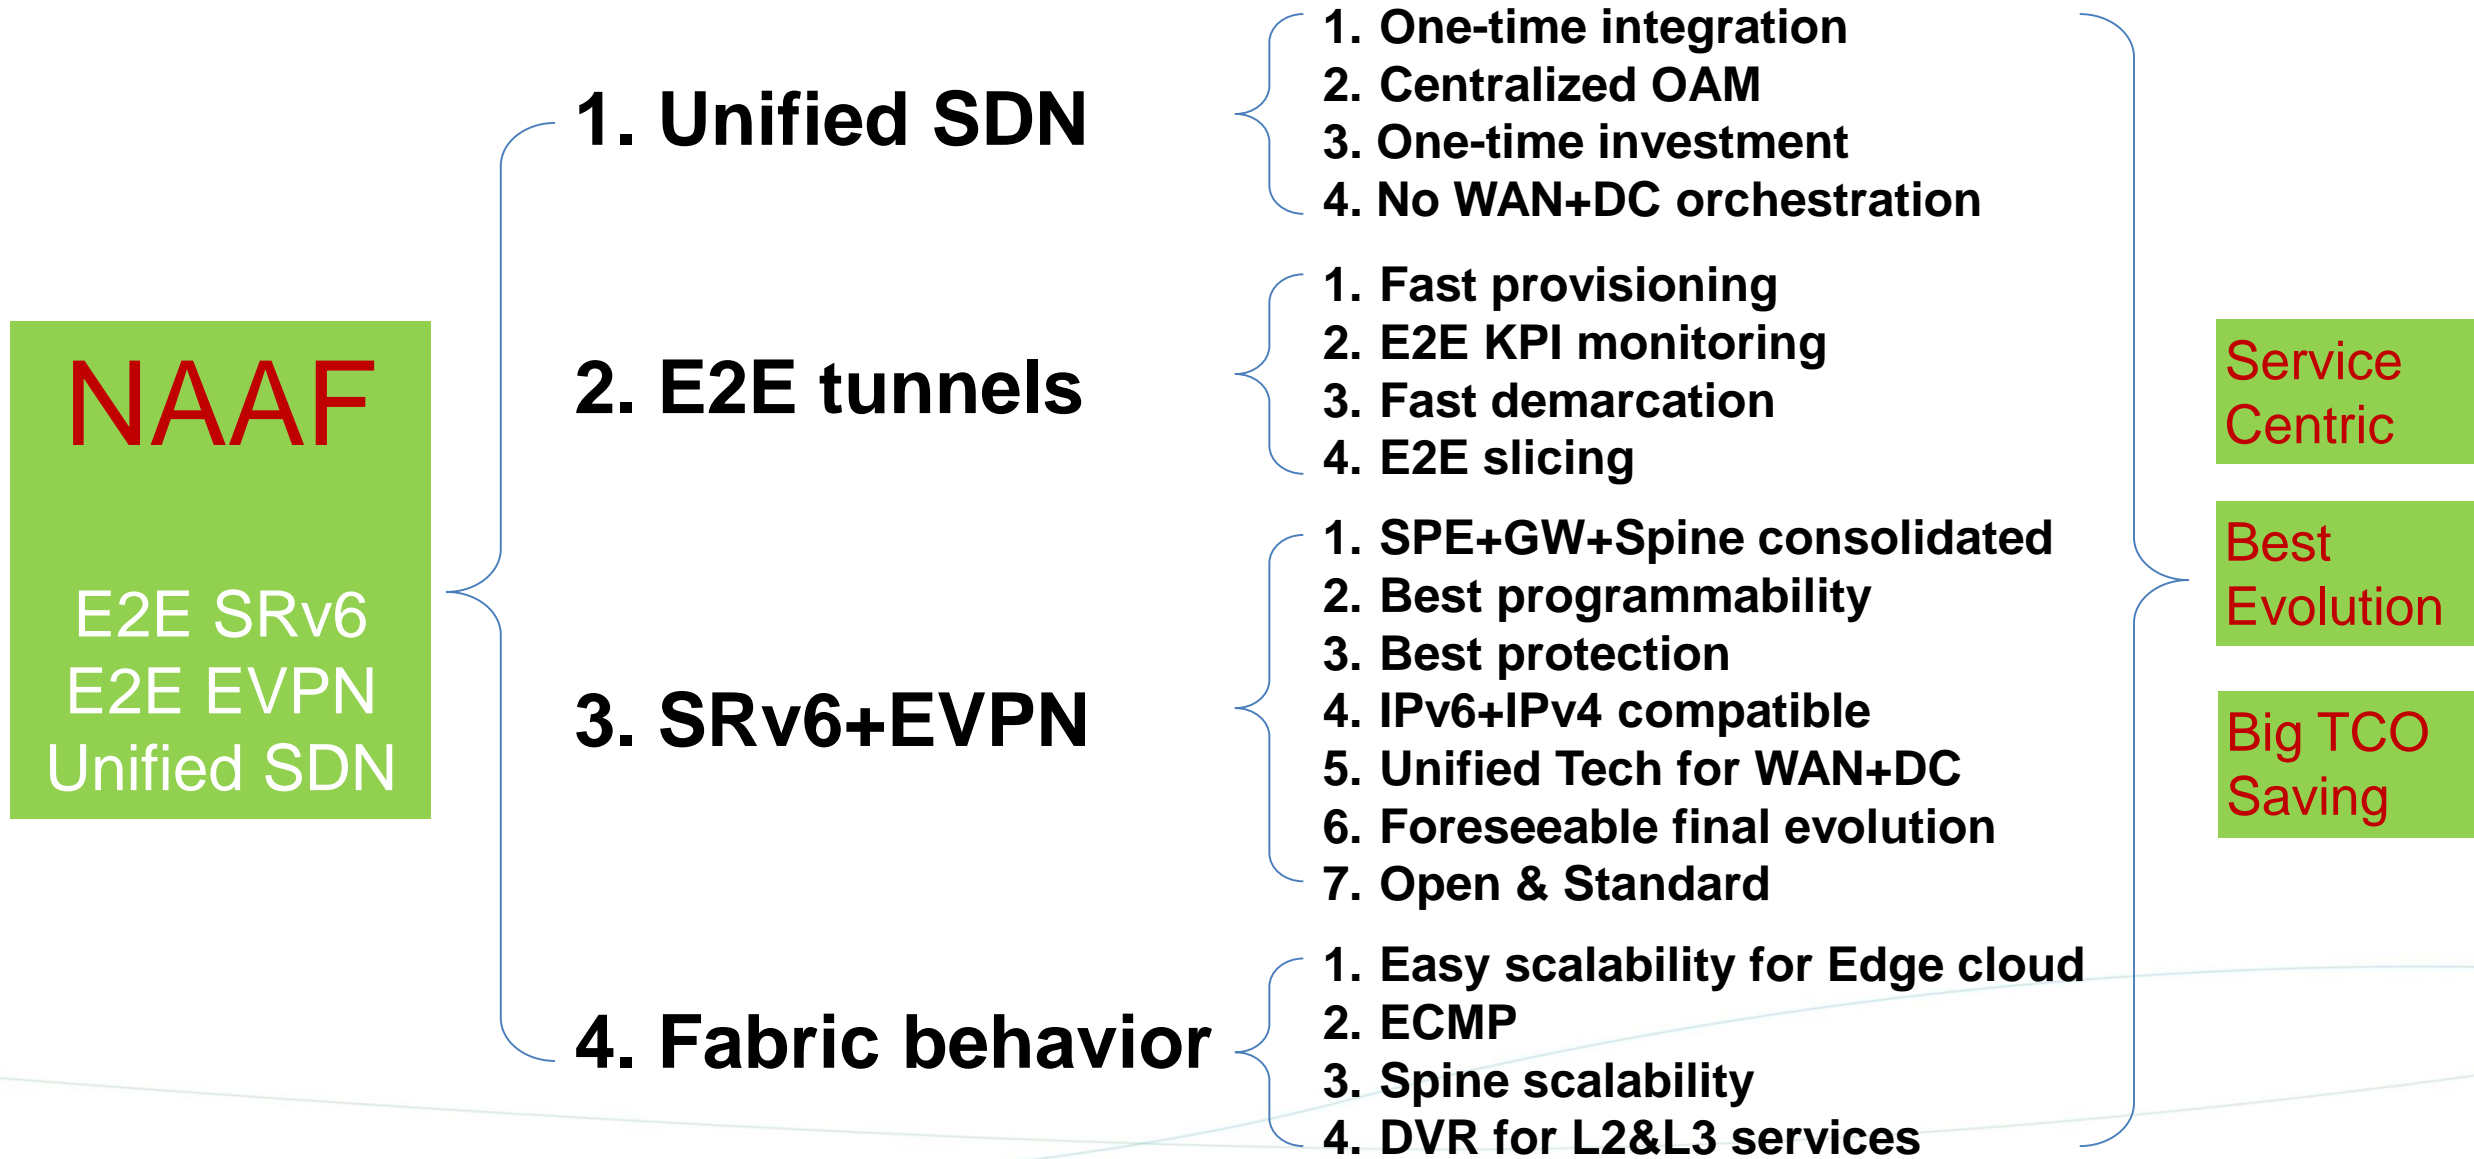 NAAF
E2E SRv6
E2E EVPN
Unified SDN
1. Unified SDN
1. One-time integration
2. Centralized OAM
3. One-time investment
4. No WAN+DC orchestration
2. E2E tunnels
1. Fast provisioning
2. E2E KPI monitoring
3. Fast demarcation
4. E2E slicing
3. SRv6+EVPN
1. SPE+GW+Spine consolidated
2. Best programmability
3. Best protection
4. IPv6+IPv4 compatible
5. Unified Tech for WAN+DC
6. Foreseeable final evolution
7. Open & Standard
4. Fabric behavior
1. Easy scalability for Edge cloud
2. ECMP
3. Spine scalability
4. DVR for L2&L3 services
Service
Centric
Best
Evolution
Big TCO
Saving